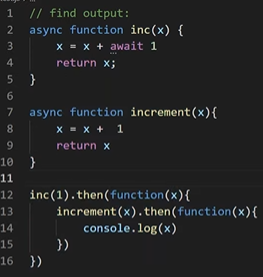 1 // find output:
2 async function inc(x) {
3     x = x + await 1
4     return x;
5 }
6
7 async function increment(x){
8     x = x +  1
9     return x
10 }
11
12 inc(1).then(function(x){
13     increment(x).then(function(x){
14         console.log(x)
15     })
16 })